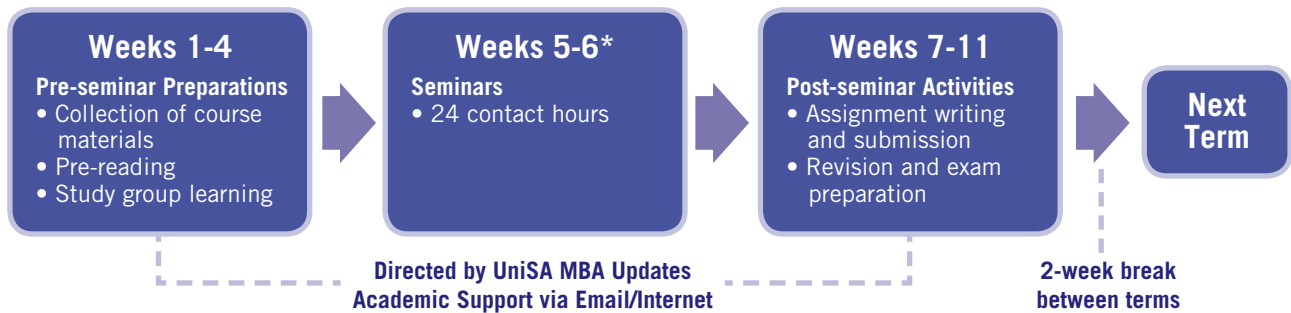 Weeks 1-4
Pre-seminar Preparations
• Collection of course
materials
• Pre-reading
• Study group learning
Weeks 5-6*
Seminars
• 24 contact hours
Weeks 7-11
Post-seminar Activities
• Assignment writing
and submission
• Revision and exam
preparation
Next
Term
Directed by UniSA MBA Updates
Academic Support via Email/Internet
2-week break
between terms